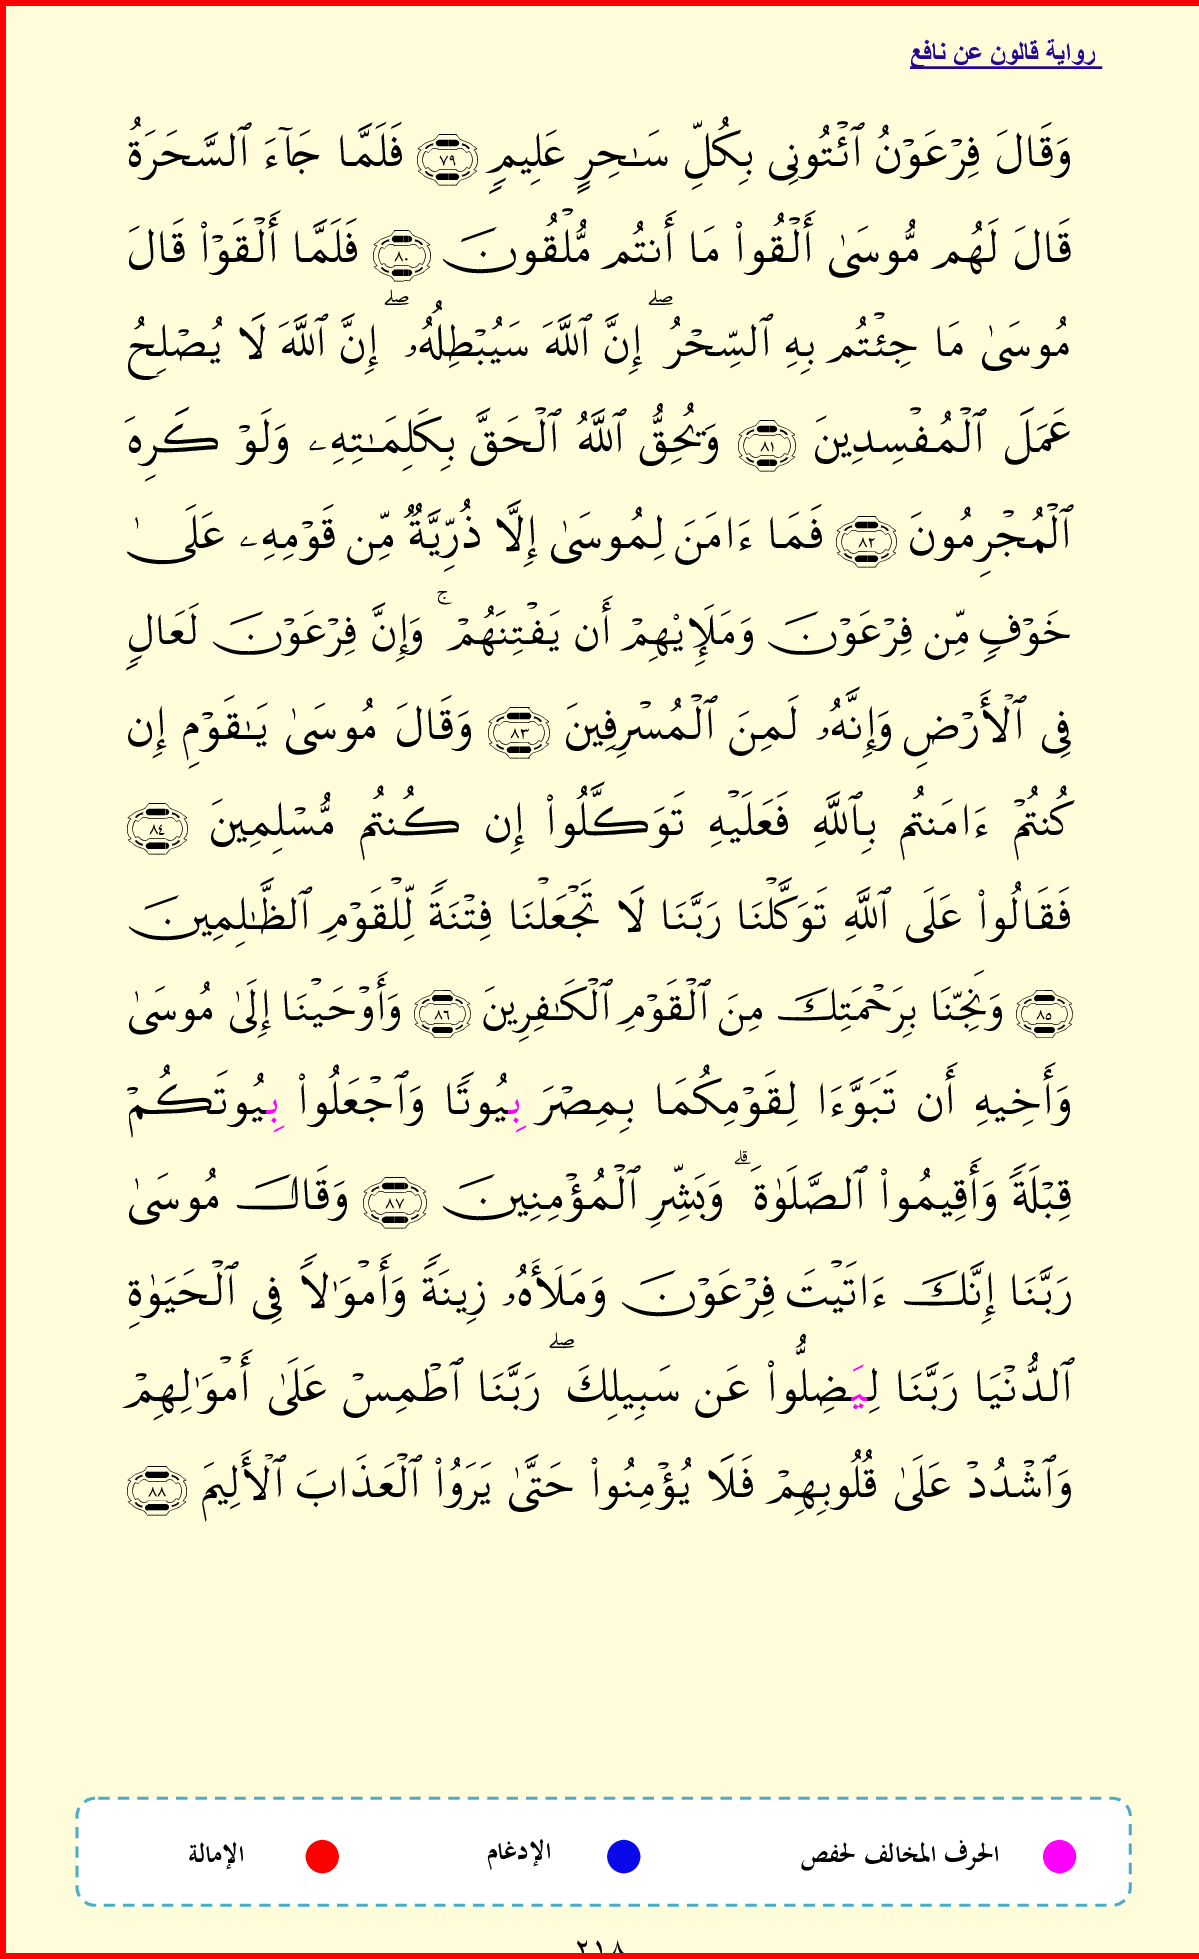 رواية قالون عن نافع
وَقَالَ فِرْعَوْنُ ٱئْتُونِى بِكُلِّ سَـٰحِرٍ عَلِيمٍ ٧٩ فَلَمَّا جَآءَ ٱلسَّحَرَةُ
قَالَ لَهُم مُّوسَىٰ أَلْقُوا۟ مَا أَنتُم مُّلْقُونَ ٨٠ فَلَمَّا أَلْقَوْا۟ قَالَ
مُوسَىٰ مَا جِئْتُم بِهِ ٱلسِّحْرُ ۖ إِنَّ ٱللَّهَ سَيُبْطِلُهُۥ ۖ إِنَّ ٱللَّهَ لَا يُصْلِحُ
عَمَلَ ٱلْمُفْسِدِينَ ٨١ وَيُحِقُّ ٱللَّهُ ٱلْحَقَّ بِكَلِمَـٰتِهِۦ وَلَوْ كَرِهَ
ٱلْمُجْرِمُونَ ٨٢ فَمَا ءَامَنَ لِمُوسَىٰ إِلَّا ذُرِّيَّةٌ مِّن قَوْمِهِۦ عَلَىٰ
خَوْفٍ مِّن فِرْعَوْنَ وَمَلَإِي۟هِمْ أَن يَفْتِنَهُمْ ۚ وَإِنَّ فِرْعَوْنَ لَعَالٍ
فِى ٱلْأَرْضِ وَإِنَّهُۥ لَمِنَ ٱلْمُسْرِفِينَ ٨٣ وَقَالَ مُوسَىٰ يَـٰقَوْمِ إِن
كُنتُمْ ءَامَنتُم بِٱللَّهِ فَعَلَيْهِ تَوَكَّلُوا۟ إِن كُنتُم مُّسْلِمِينَ ٨٤
فَقَالُوا۟ عَلَى ٱللَّهِ تَوَكَّلْنَا رَبَّنَا لَا تَجْعَلْنَا فِتْنَةً لِّلْقَوْمِ ٱلظَّـٰلِمِينَ
٨٥ وَنَجِّنَا بِرَحْمَتِكَ مِنَ ٱلْقَوْمِ ٱلْكَـٰفِرِينَ ٨٦ وَأَوْحَيْنَا إِلَىٰ مُوسَىٰ
وَأَخِيهِ أَن تَبَوَّءَا لِقَوْمِكُمَا بِمِصْرَ بِيُوتًا وَٱجْعَلُوا۟ بِيُوتَكُمْ
قِبْلَةً وَأَقِيمُوا۟ ٱلصَّلَوٰةَ ۗ وَبَشِّرِ ٱلْمُؤْمِنِينَ ٨٧ وَقَالَ مُوسَىٰ
رَبَّنَا إِنَّكَ ءَاتَيْتَ فِرْعَوْنَ وَمَلَأَهُۥ زِينَةً وَأَمْوَٰلًا فِى ٱلْحَيَوٰةِ
ٱلدُّنْيَا رَبَّنَا لِيَضِلُّوا۟ عَن سَبِيلِكَ ۖ رَبَّنَا ٱطْمِسْ عَلَىٰ أَمْوَٰلِهِمْ
وَٱشْدُدْ عَلَىٰ قُلُوبِهِمْ فَلَا يُؤْمِنُوا۟ حَتَّىٰ يَرَوُا۟ ٱلْعَذَابَ ٱلْأَلِيمَ ٨٨
الحرف المخالف لحفص الإدغام الإمالة
٢١٨